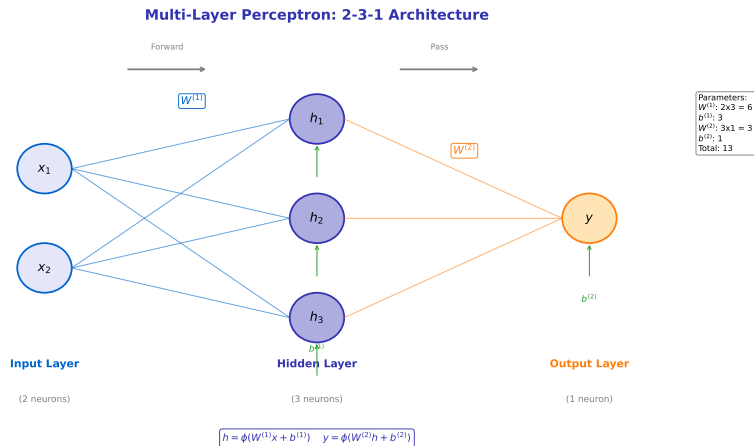 Multi-Layer Perceptron: 2-3-1 Architecture
Forward
Pass
W^(1)
W^(2)
Parameters:
W^(1): 2x3 = 6
b^(1): 3
W^(2): 3x1 = 3
b^(2): 1
Total: 13
x_1
x_2
h_1
h_2
h_3
y
b^(1)
b^(2)
Input Layer
Hidden Layer
Output Layer
(2 neurons)
(3 neurons)
(1 neuron)
h = ϕ(W^(1)x + b^(1)) y = ϕ(W^(2)h + b^(2))